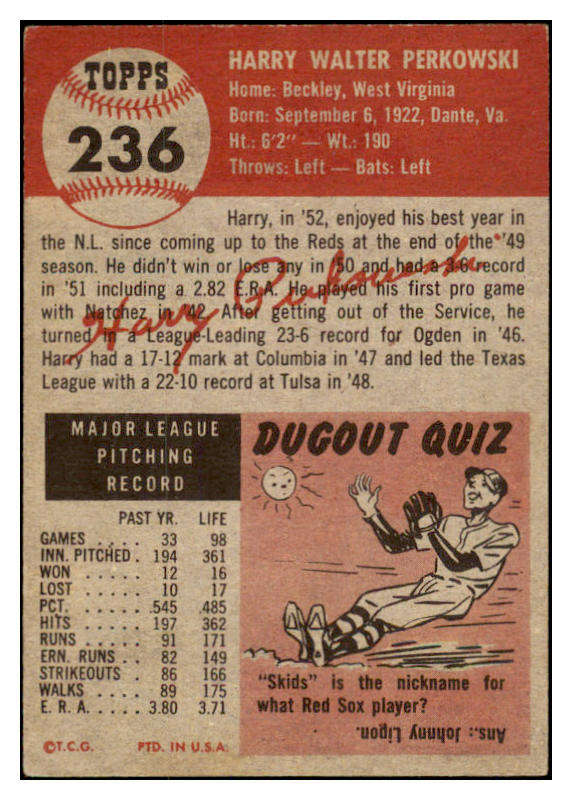 TOPPS
236
HARRY WALTER PERKOWSKI
Home: Beckley, West Virginia
Born: September 6, 1922, Dante, Va.
Ht.: 6'2" — Wt.: 190
Throws: Left — Bats: Left
Harry, in '52, enjoyed his best year in
the N.L. since coming up to the Reds at the end of the '49
season. He didn't win or lose any in '50 and had a 3-6 record
in '51 including a 2.82 E.R.A. He played his first pro game
with Natchez in '42. After getting out of the Service, he
turned in a League-Leading 23-6 record for Ogden in '46.
Harry had a 17-12 mark at Columbia in '47 and led the Texas
League with a 22-10 record at Tulsa in '48.
Harry Perkowski
MAJOR LEAGUE
PITCHING
RECORD
PAST YR. LIFE
GAMES . . . . 33 98
INN. PITCHED . 194 361
WON . . . . . 12 16
LOST . . . . . 10 17
PCT. . . . . . .545 .485
HITS . . . . . 197 362
RUNS . . . . . 91 171
ERN. RUNS . . 82 149
STRIKEOUTS . 86 166
WALKS . . . . 89 175
E. R. A. . . . . . 3.80 3.71
©T.C.G. PTD. IN U.S.A.
DUGOUT QUIZ
"Skids" is the nickname for
what Red Sox player?
Ans.: Johnny Lipon.